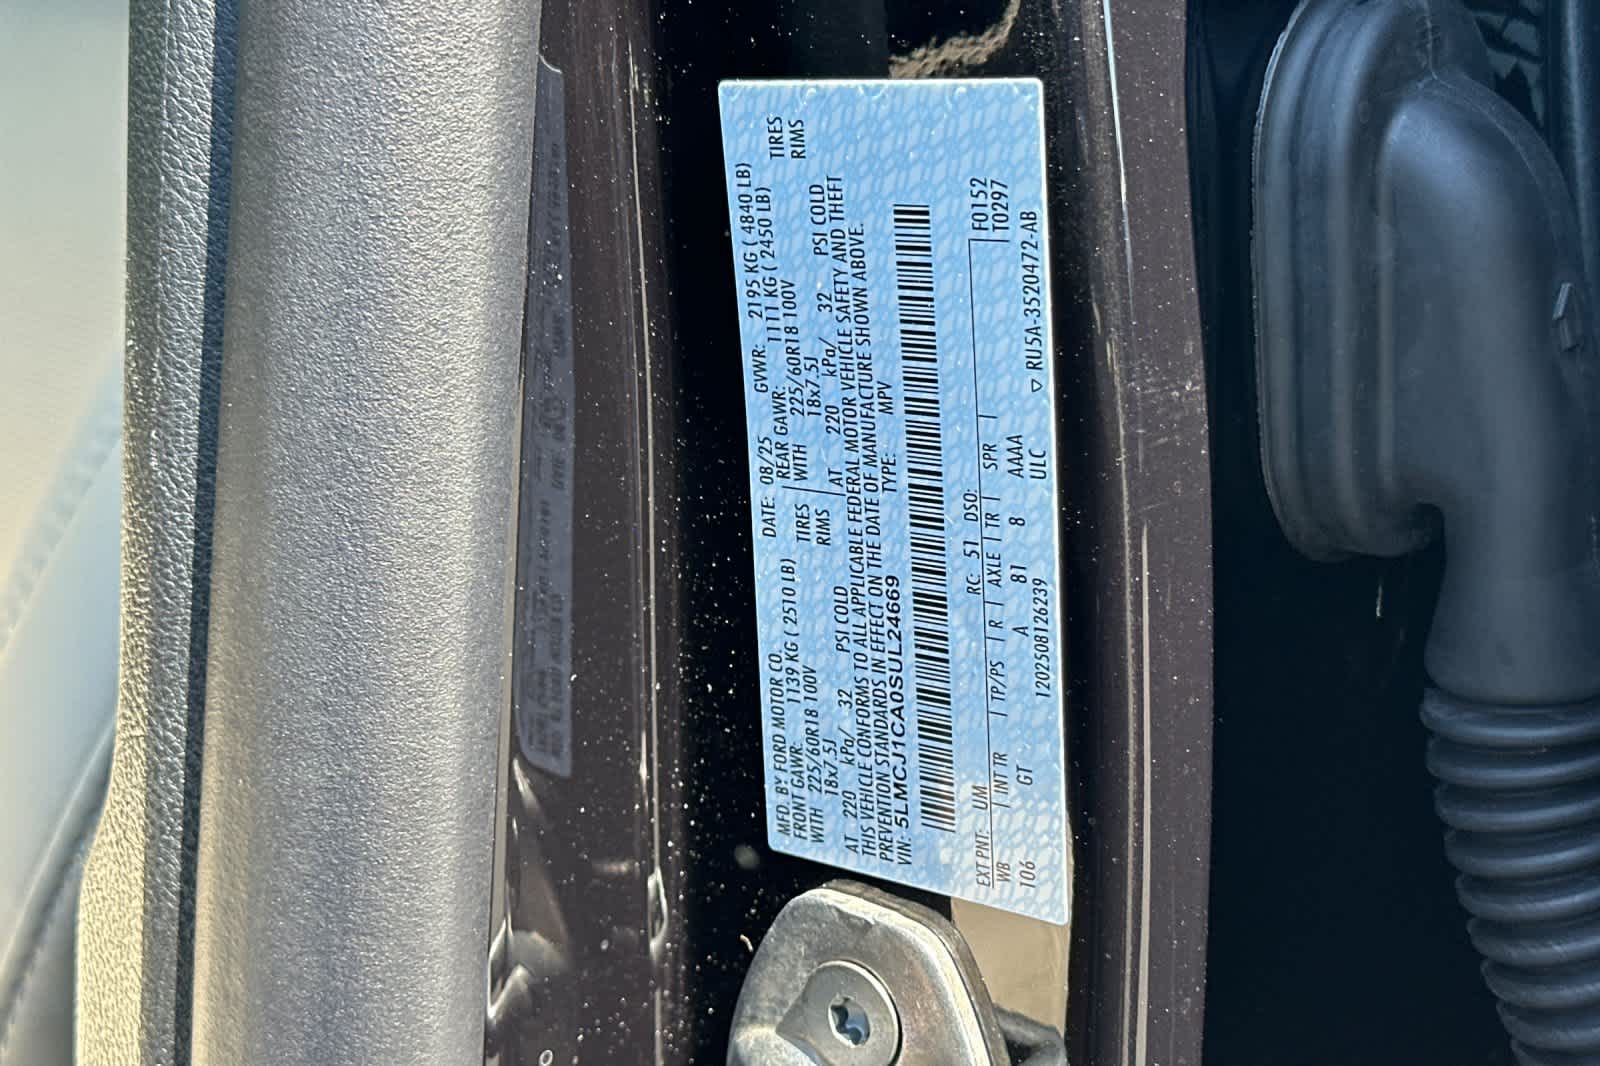 MFD. BY FORD MOTOR CO. DATE: 08/25 GVWR: 2195 KG ( 4840 LB)
FRONT GAWR: 1139 KG ( 2510 LB) REAR GAWR: 1111 KG ( 2450 LB)
WITH 225/60R18 100V TIRES WITH 225/60R18 100V TIRES
18x7.5J RIMS 18x7.5J RIMS
AT 220 kPa/ 32 PSI COLD AT 220 kPa/ 32 PSI COLD
THIS VEHICLE CONFORMS TO ALL APPLICABLE FEDERAL MOTOR VEHICLE SAFETY AND THEFT
PREVENTION STANDARDS IN EFFECT ON THE DATE OF MANUFACTURE SHOWN ABOVE.
VIN: 5LMCJ1CA0SUL24669 TYPE: MPV
EXT PNT: UM RC: 51 DSO: F0152
WB INT TR TP/PS R AXLE TR SPR T0297
106 GT A 81 8 AAAA
1202508126239 ULC ▽ RU5A-3520472-AB